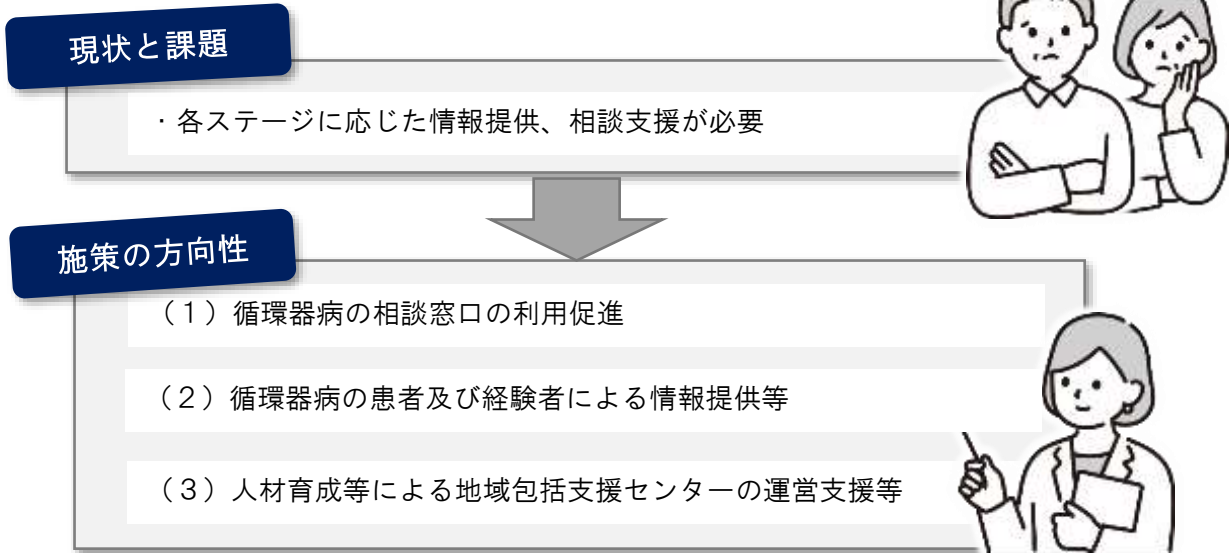 現状と課題
・各ステージに応じた情報提供、相談支援が必要
施策の方向性
（１）循環器病の相談窓口の利用促進
（２）循環器病の患者及び経験者による情報提供等
（３）人材育成等による地域包括支援センターの運営支援等